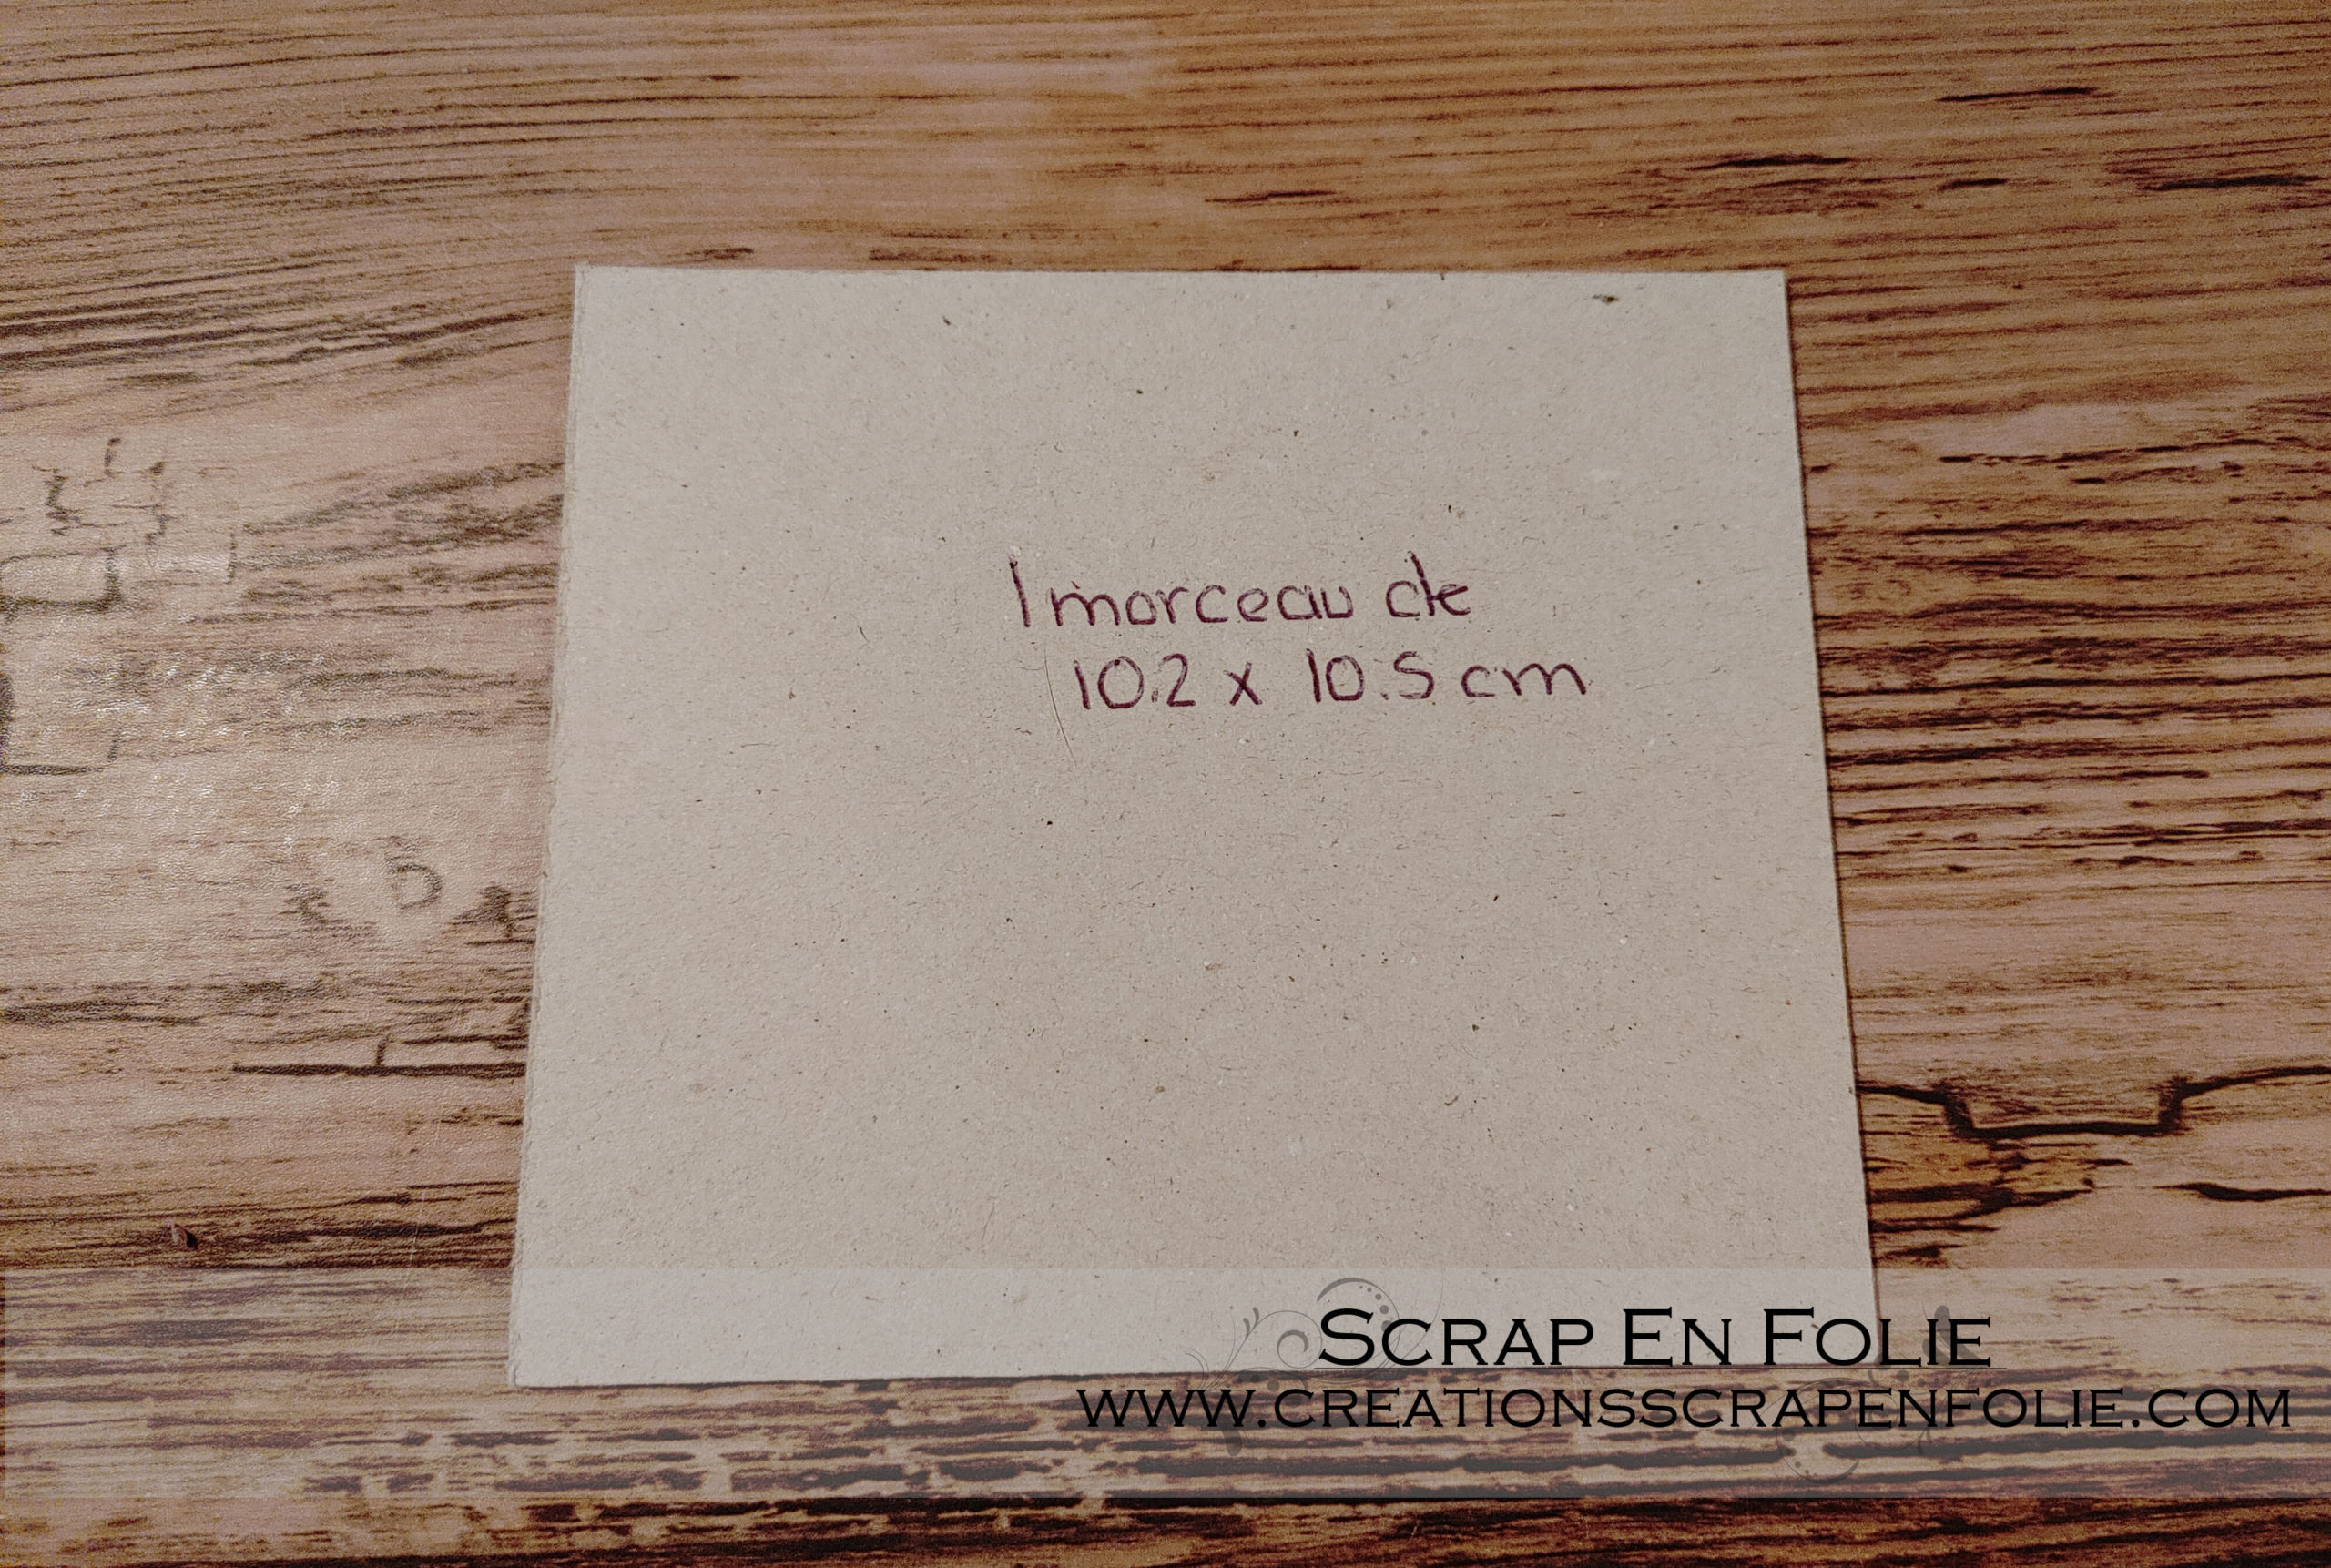 1 morceau de
10.2 x 10.5 cm
SCRAP EN FOLIE
WWW.CREATIONSSCRAPENFOLIE.COM